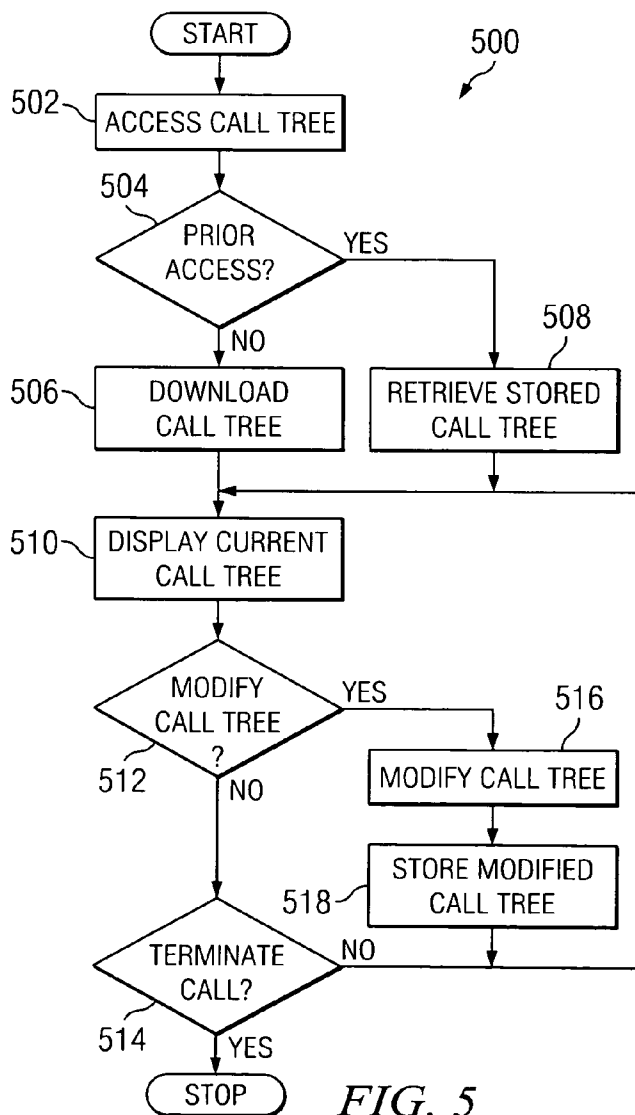 START
500
502
ACCESS CALL TREE
504
PRIOR
ACCESS?
YES
NO
508
506
DOWNLOAD
CALL TREE
RETRIEVE STORED
CALL TREE
510
DISPLAY CURRENT
CALL TREE
MODIFY
CALL TREE
?
YES
512
NO
516
MODIFY CALL TREE
518
STORE MODIFIED
CALL TREE
TERMINATE
CALL?
NO
514
YES
STOP
FIG. 5